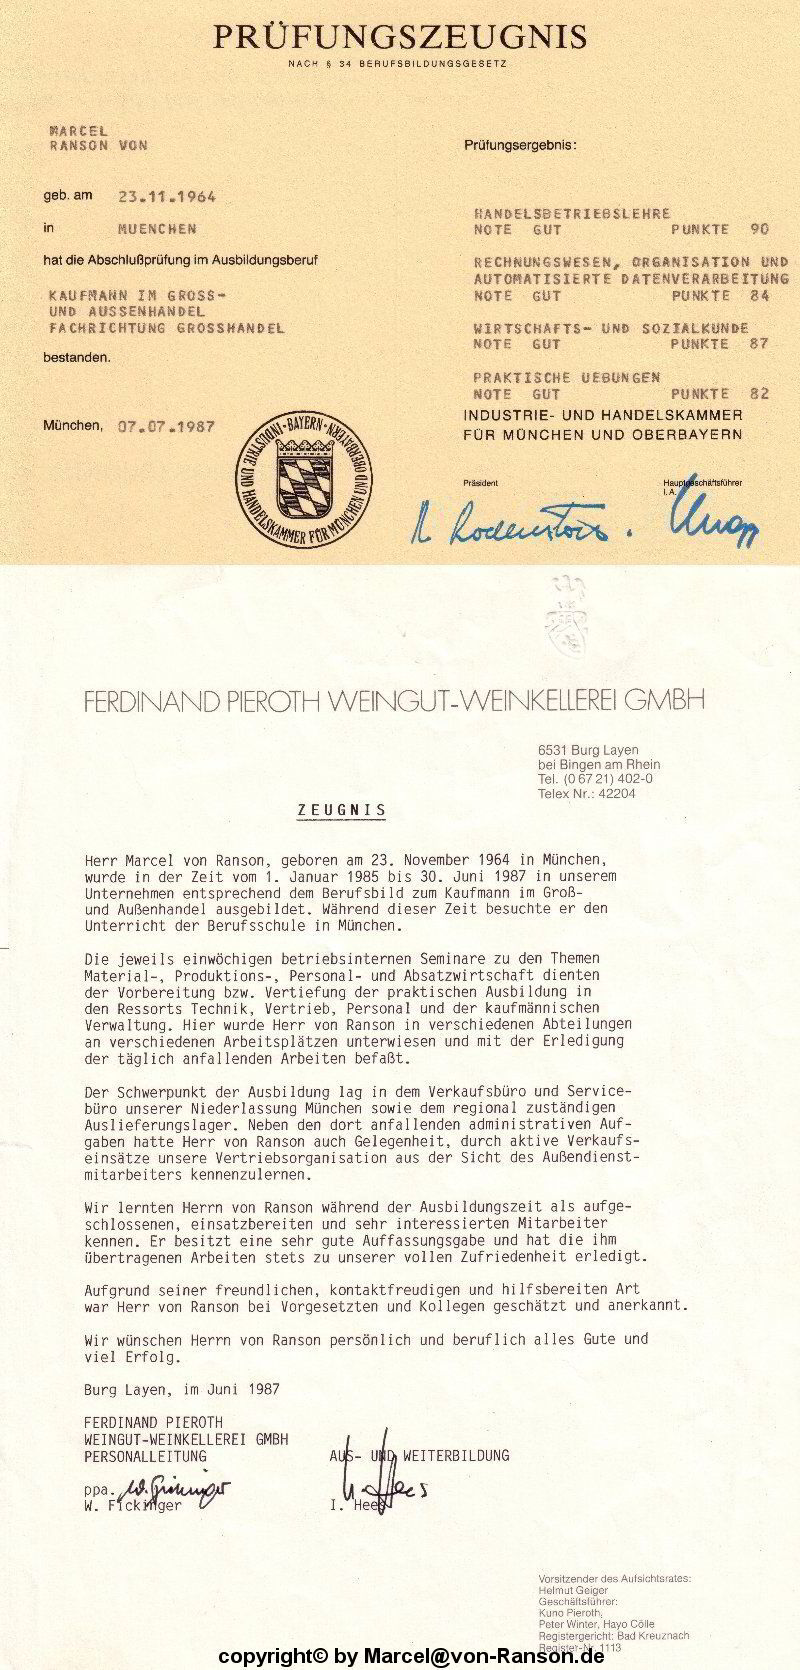 PRÜFUNGSZEUGNIS
NACH § 34 BERUFSBILDUNGSGESETZ
MARCEL
RANSON VON
geb. am 23.11.1964
in MUENCHEN
hat die Abschlußprüfung im Ausbildungsberuf
KAUFMANN IM GROSS-
UND AUSSENHANDEL
FACHRICHTUNG GROSSHANDEL
bestanden.
München, 07.07.1987
BAYERN
INDUSTRIE UND HANDELSKAMMER FÜR MÜNCHEN UND OBERBAYERN
Prüfungsergebnis:
HANDELSBETRIEBSLEHRE
NOTE GUT PUNKTE 90
RECHNUNGSWESEN, ORGANISATION UND
AUTOMATISIERTE DATENVERARBEITUNG
NOTE GUT PUNKTE 84
WIRTSCHAFTS- UND SOZIALKUNDE
NOTE GUT PUNKTE 87
PRAKTISCHE UEBUNGEN
NOTE GUT PUNKTE 82
INDUSTRIE- UND HANDELSKAMMER
FÜR MÜNCHEN UND OBERBAYERN
Präsident
Hauptgeschäftsführer
I. A.
FERDINAND PIEROTH WEINGUT-WEINKELLEREI GMBH
6531 Burg Layen
bei Bingen am Rhein
Tel. (0 67 21) 402-0
Telex Nr.: 42204
ZEUGNIS
Herr Marcel von Ranson, geboren am 23. November 1964 in München,
wurde in der Zeit vom 1. Januar 1985 bis 30. Juni 1987 in unserem
Unternehmen entsprechend dem Berufsbild zum Kaufmann im Groß-
und Außenhandel ausgebildet. Während dieser Zeit besuchte er den
Unterricht der Berufsschule in München.
Die jeweils einwöchigen betriebsinternen Seminare zu den Themen
Material-, Produktions-, Personal- und Absatzwirtschaft dienten
der Vorbereitung bzw. Vertiefung der praktischen Ausbildung in
den Ressorts Technik, Vertrieb, Personal und der kaufmännischen
Verwaltung. Hier wurde Herr von Ranson in verschiedenen Abteilungen
an verschiedenen Arbeitsplätzen unterwiesen und mit der Erledigung
der täglich anfallenden Arbeiten befaßt.
Der Schwerpunkt der Ausbildung lag in dem Verkaufsbüro und Service-
büro unserer Niederlassung München sowie dem regional zuständigen
Auslieferungslager. Neben den dort anfallenden administrativen Auf-
gaben hatte Herr von Ranson auch Gelegenheit, durch aktive Verkaufs-
einsätze unsere Vertriebsorganisation aus der Sicht des Außendienst-
mitarbeiters kennenzulernen.
Wir lernten Herrn von Ranson während der Ausbildungszeit als aufge-
schlossenen, einsatzbereiten und sehr interessierten Mitarbeiter
kennen. Er besitzt eine sehr gute Auffassungsgabe und hat die ihm
übertragenen Arbeiten stets zu unserer vollen Zufriedenheit erledigt.
Aufgrund seiner freundlichen, kontaktfreudigen und hilfsbereiten Art
war Herr von Ranson bei Vorgesetzten und Kollegen geschätzt und anerkannt.
Wir wünschen Herrn von Ranson persönlich und beruflich alles Gute und
viel Erfolg.
Burg Layen, im Juni 1987
FERDINAND PIEROTH
WEINGUT-WEINKELLEREI GMBH
PERSONALLEITUNG AUS- UND WEITERBILDUNG
ppa.
W. Fickinger I. Hees
Vorsitzender des Aufsichtsrates:
Helmut Geiger
Geschäftsführer:
Kuno Pieroth,
Peter Winter, Hayo Cölle
Registergericht: Bad Kreuznach
Register-Nr. 1113
copyright© by Marcel@von-Ranson.de